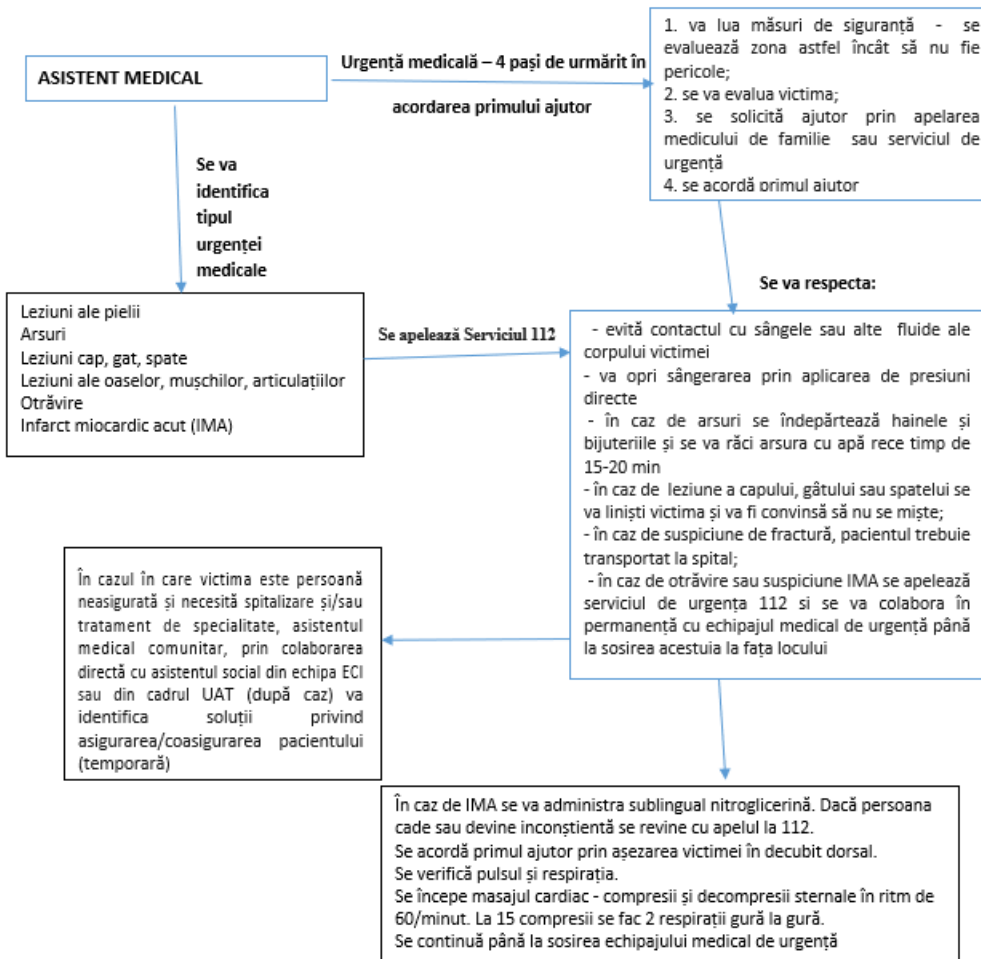 ASISTENT MEDICAL
Urgență medicală – 4 pași de urmărit în
acordarea primului ajutor
1. va lua măsuri de siguranță - se
evaluează zona astfel încât să nu fie
pericole;
2. se va evalua victima;
3. se solicită ajutor prin apelarea
medicului de familie sau serviciul de
urgență
4. se acordă primul ajutor
Se va
identifica
tipul
urgenței
medicale
Se va respecta:
Leziuni ale pielii
Arsuri
Leziuni cap, gat, spate
Leziuni ale oaselor, mușchilor, articulațiilor
Otrăvire
Infarct miocardic acut (IMA)
Se apelează Serviciul 112
- evită contactul cu sângele sau alte fluide ale
corpului victimei
- va opri sângerarea prin aplicarea de presiuni
directe
- în caz de arsuri se îndepărtează hainele și
bijuteriile și se va răci arsura cu apă rece timp de
15-20 min
- în caz de leziune a capului, gâtului sau spatelui se
va liniști victima și va fi convinsă să nu se miște;
- în caz de suspiciune de fractură, pacientul trebuie
transportat la spital;
- în caz de otrăvire sau suspiciune IMA se apelează
serviciul de urgența 112 si se va colabora în
permanență cu echipajul medical de urgență până
la sosirea acestuia la fața locului
În cazul în care victima este persoană
neasigurată și necesită spitalizare și/sau
tratament de specialitate, asistentul
medical comunitar, prin colaborarea
directă cu asistentul social din echipa ECI
sau din cadrul UAT (după caz) va
identifica soluții privind
asigurarea/coasigurarea pacientului
(temporară)
În caz de IMA se va administra sublingual nitroglicerină. Dacă persoana
cade sau devine inconștientă se revine cu apelul la 112.
Se acordă primul ajutor prin așezarea victimei în decubit dorsal.
Se verifică pulsul și respirația.
Se începe masajul cardiac - compresii și decompresii sternale în ritm de
60/minut. La 15 compresii se fac 2 respirații gură la gură.
Se continuă până la sosirea echipajului medical de urgență